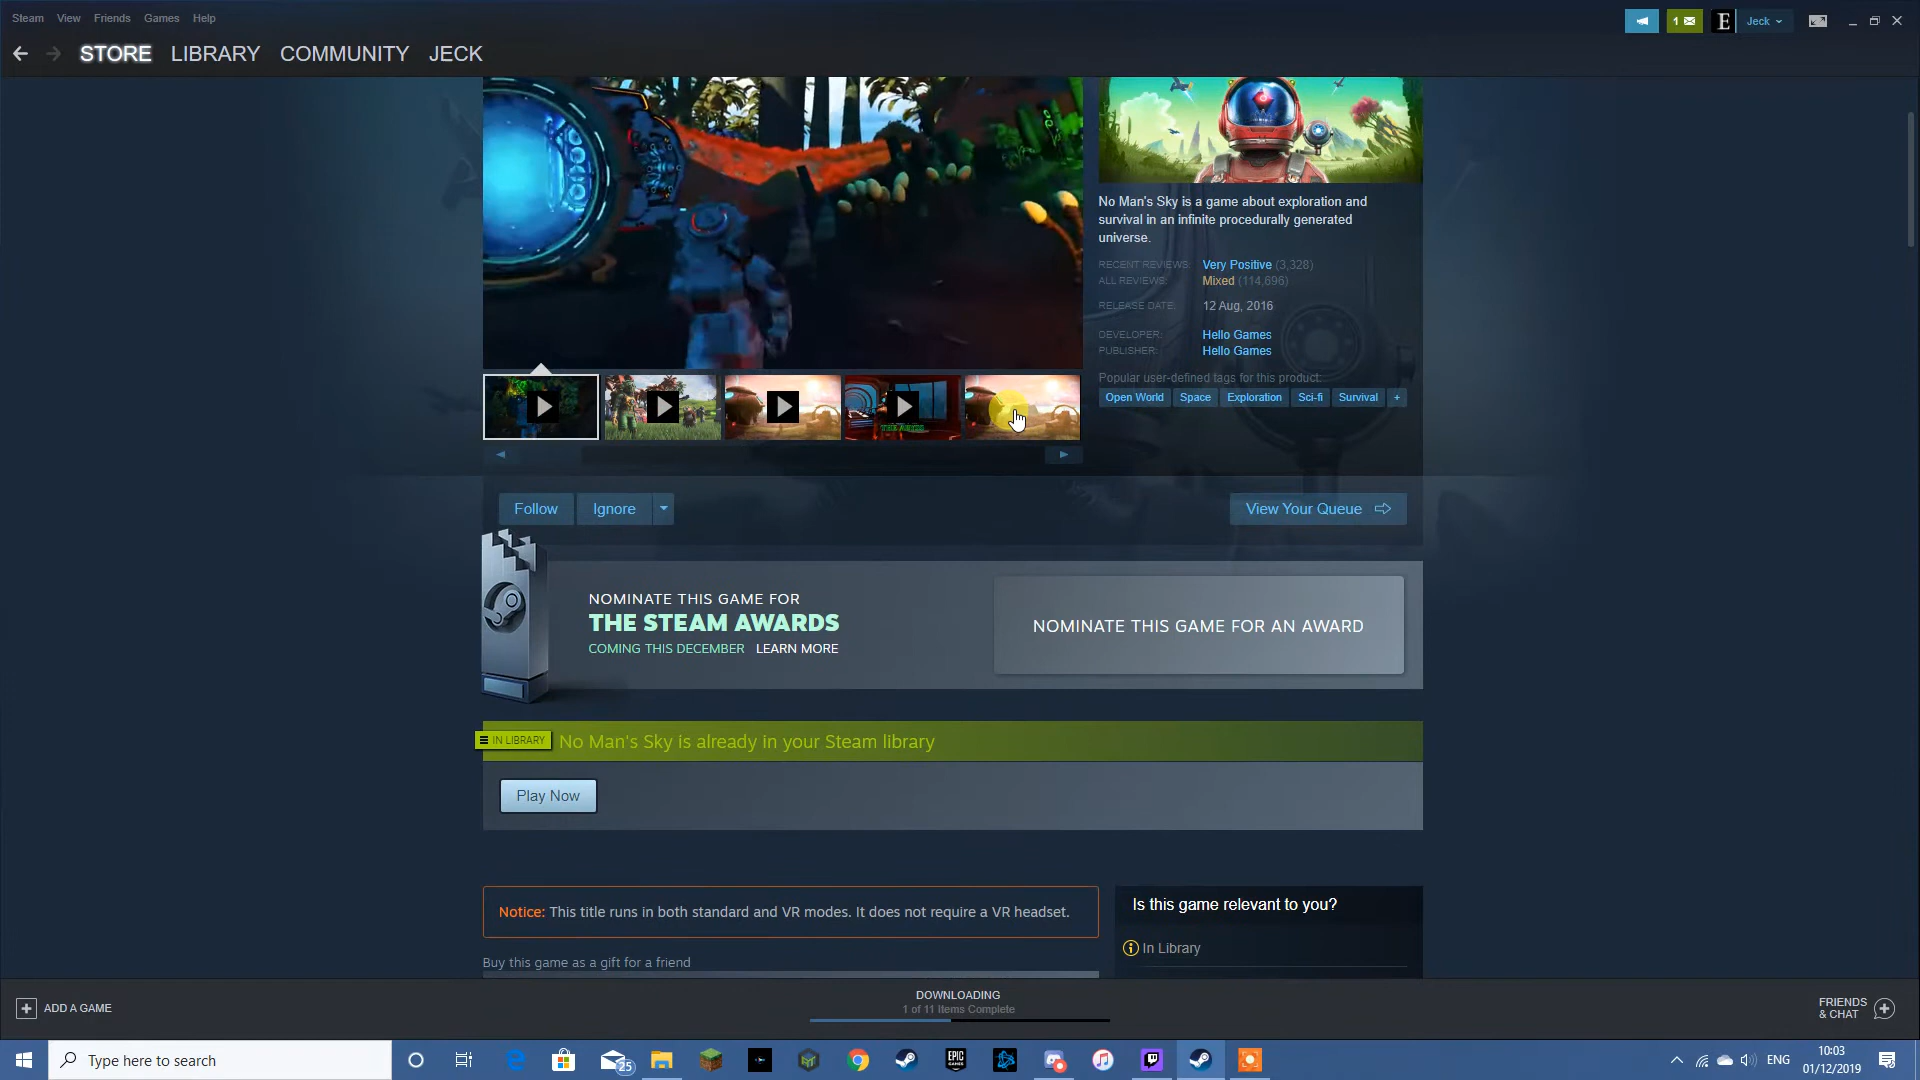 Steam View Friends Games Help
1
E
Jeck
STORE LIBRARY COMMUNITY JECK
No Man's Sky is a game about exploration and
survival in an infinite procedurally generated
universe.
RECENT REVIEWS: Very Positive (3,328)
ALL REVIEWS: Mixed (114,696)
RELEASE DATE: 12 Aug, 2016
DEVELOPER: Hello Games
PUBLISHER: Hello Games
Popular user-defined tags for this product:
Open World Space Exploration Sci-fi Survival +
Follow Ignore View Your Queue
NOMINATE THIS GAME FOR
THE STEAM AWARDS
COMING THIS DECEMBER LEARN MORE
NOMINATE THIS GAME FOR AN AWARD
IN LIBRARY No Man's Sky is already in your Steam library
Play Now
Notice: This title runs in both standard and VR modes. It does not require a VR headset.
Buy this game as a gift for a friend
Is this game relevant to you?
In Library
ADD A GAME
DOWNLOADING
1 of 11 Items Complete
FRIENDS
& CHAT
Type here to search
25
EPIC
GAMES
ENG
10:03
01/12/2019